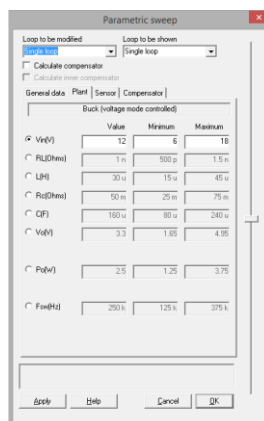 Parametric sweep
Loop to be modified Loop to be shown
Single loop Single loop
Calculate compensator
Calculate inner compensator
General data Plant Sensor Compensator
Buck (voltage mode controlled)
Value Minimum Maximum
Vin(V) 12 6 18
RL(Ohms) 1 n 500 p 1.5 n
L(H) 30 u 15 u 45 u
Rc(Ohms) 50 m 25 m 75 m
C(F) 160 u 80 u 240 u
Vo(V) 3.3 1.65 4.95
Po(W) 2.5 1.25 3.75
Fsw(Hz) 250 k 125 k 375 k
Apply Help Cancel OK